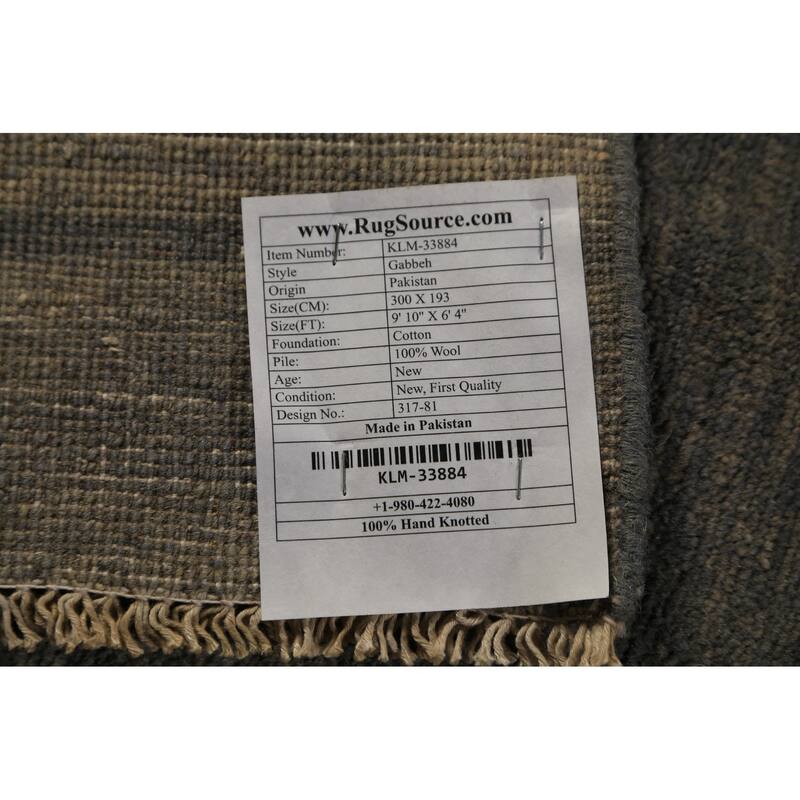 www.RugSource.com
Item Number: KLM-33884
Style Gabbeh
Origin Pakistan
Size(CM): 300 X 193
Size(FT): 9' 10" X 6' 4"
Foundation: Cotton
Pile: 100% Wool
Age: New
Condition: New, First Quality
Design No.: 317-81
Made in Pakistan
KLM-33884
+1-980-422-4080
100% Hand Knotted